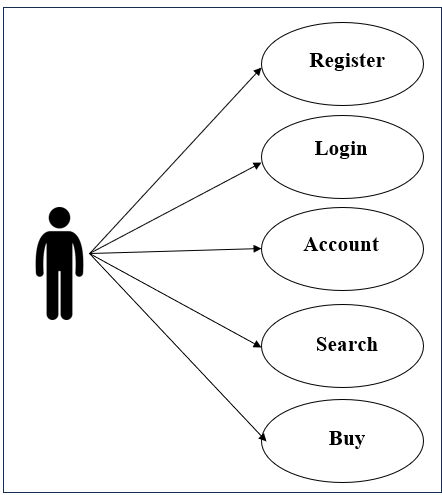 Register
Login
Account
Search
Buy